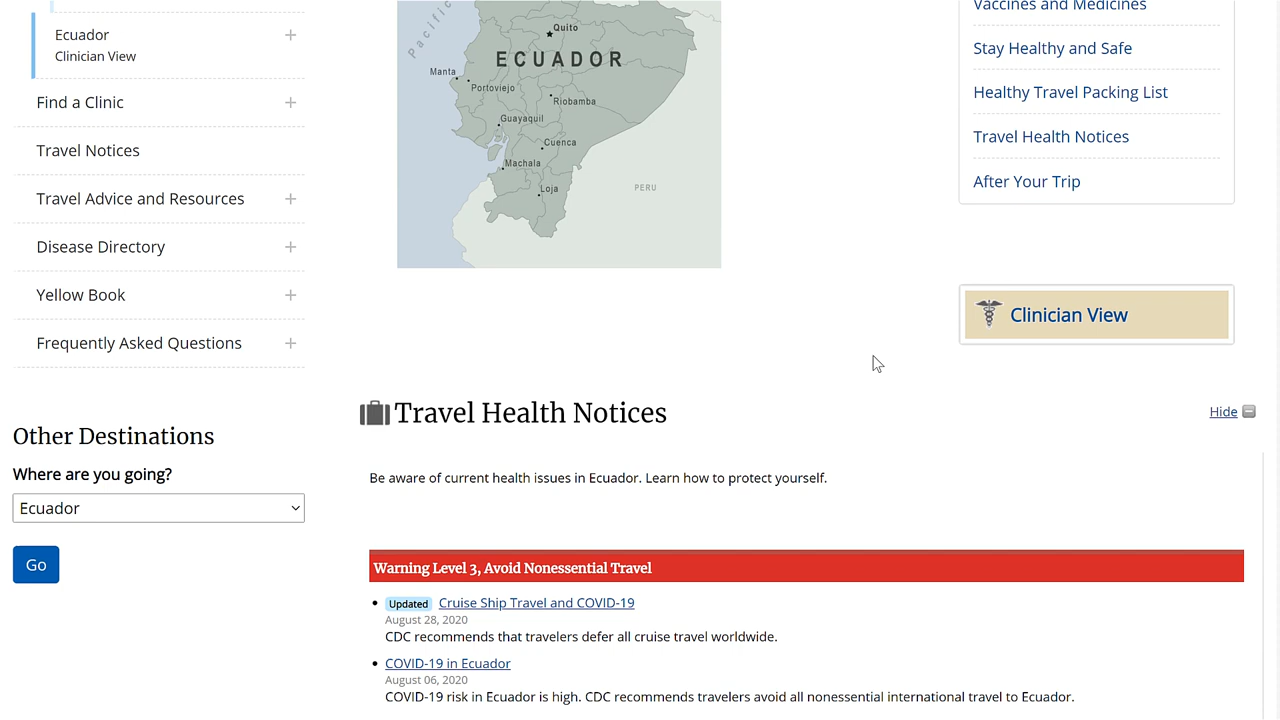 Ecuador
Clinician View
Find a Clinic
Travel Notices
Travel Advice and Resources
Disease Directory
Yellow Book
Frequently Asked Questions
Other Destinations
Where are you going?
Ecuador
Go
Pacific
Quito
ECUADOR
Manta
Portoviejo
Riobamba
Guayaquil
Cuenca
Machala
Loja
PERU
Vaccines and Medicines
Stay Healthy and Safe
Healthy Travel Packing List
Travel Health Notices
After Your Trip
Clinician View
Travel Health Notices
Hide
Be aware of current health issues in Ecuador. Learn how to protect yourself.
Warning Level 3, Avoid Nonessential Travel
Updated Cruise Ship Travel and COVID-19
August 28, 2020
CDC recommends that travelers defer all cruise travel worldwide.
COVID-19 in Ecuador
August 06, 2020
COVID-19 risk in Ecuador is high. CDC recommends travelers avoid all nonessential international travel to Ecuador.